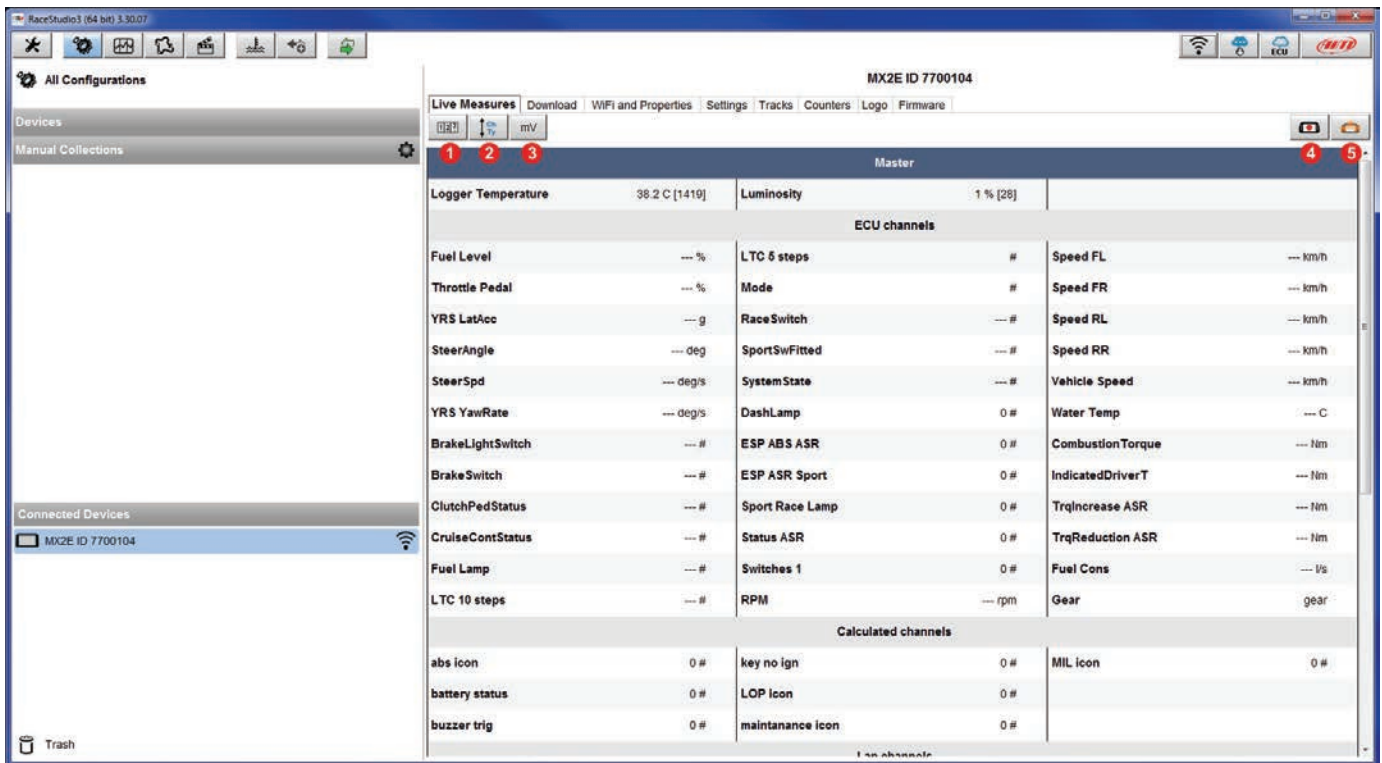 RaceStudio3 (64 bit) 3.30.07
ECU
AiM
All Configurations
MX2E ID 7700104
Live Measures Download WiFi and Properties Settings Tracks Counters Logo Firmware
Devices
mV
Manual Collections
1 2 3 4 5
Master
Logger Temperature 38.2 C [1419] Luminosity 1 % [28]
ECU channels
Fuel Level --- % LTC 5 steps # Speed FL --- km/h
Throttle Pedal --- % Mode # Speed FR --- km/h
YRS LatAcc --- g RaceSwitch --- # Speed RL --- km/h
SteerAngle --- deg SportSwFitted --- # Speed RR --- km/h
SteerSpd --- deg/s SystemState --- # Vehicle Speed --- km/h
YRS YawRate --- deg/s DashLamp 0 # Water Temp --- C
BrakeLightSwitch --- # ESP ABS ASR 0 # CombustionTorque --- Nm
BrakeSwitch --- # ESP ASR Sport 0 # IndicatedDriverT --- Nm
Connected Devices
ClutchPedStatus --- # Sport Race Lamp 0 # TrqIncrease ASR --- Nm
MX2E ID 7700104
CruiseContStatus --- # Status ASR 0 # TrqReduction ASR --- Nm
Fuel Lamp --- # Switches 1 0 # Fuel Cons --- l/s
LTC 10 steps --- # RPM --- rpm Gear gear
Calculated channels
abs icon 0 # key no ign 0 # MIL icon 0 #
battery status 0 # LOP icon 0 #
buzzer trig 0 # maintanance icon 0 #
Trash
Lap channels